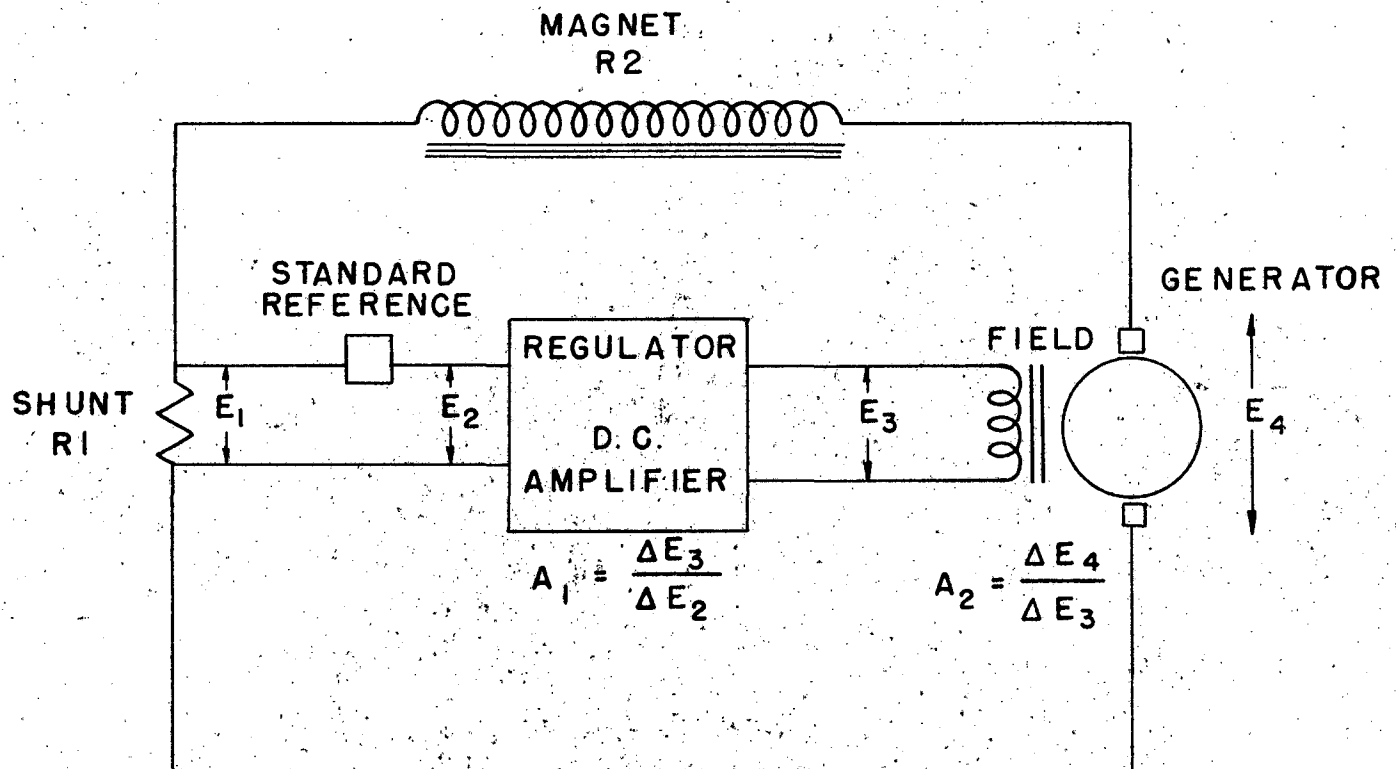 MAGNET
R2
STANDARD
REFERENCE
GENERATOR
FIELD
REGULATOR
D. C.
AMPLIFIER
SHUNT
R1
E₁
E₂
E₃
E₄
A₁ = ΔE₃ / ΔE₂
A₂ = ΔE₄ / ΔE₃